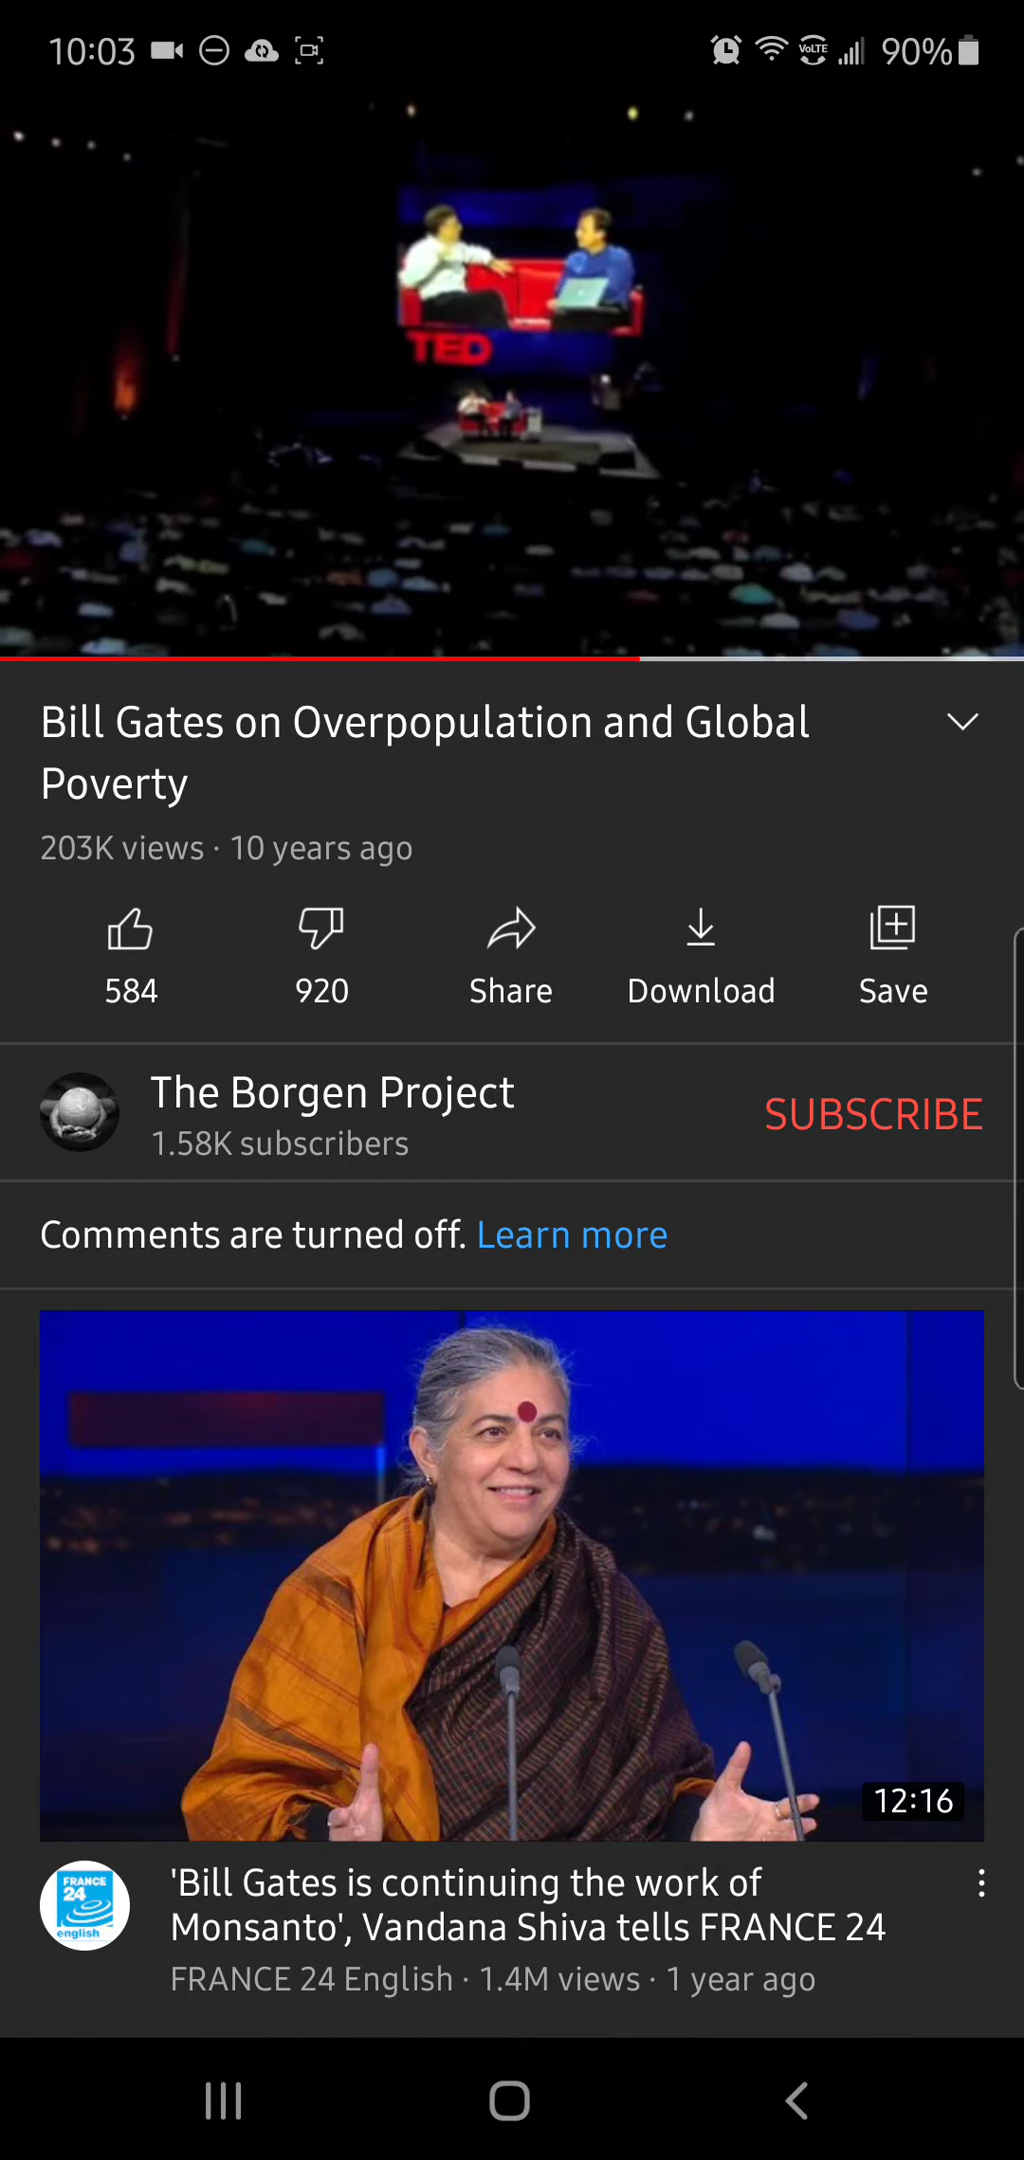 10:03
VoLTE
90%
TED
Bill Gates on Overpopulation and Global
Poverty
203K views · 10 years ago
584
920
Share
Download
Save
The Borgen Project
1.58K subscribers
SUBSCRIBE
Comments are turned off. Learn more
12:16
FRANCE
24
english
'Bill Gates is continuing the work of
Monsanto', Vandana Shiva tells FRANCE 24
FRANCE 24 English · 1.4M views · 1 year ago